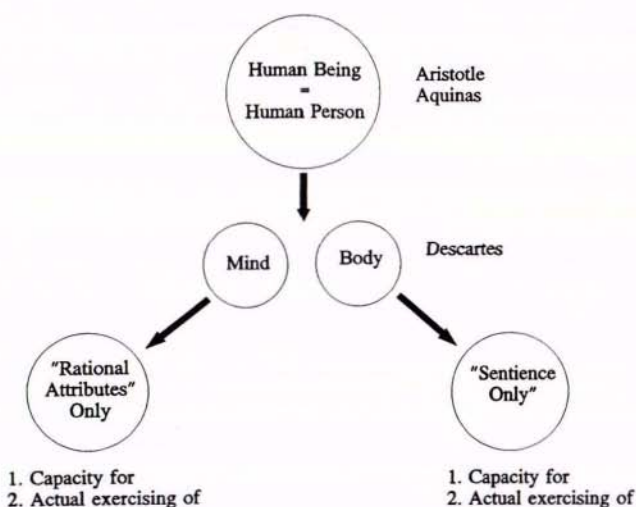 Human Being
=
Human Person
Aristotle
Aquinas
Mind
Body
Descartes
"Rational
Attributes"
Only
"Sentience
Only"
1. Capacity for
2. Actual exercising of
1. Capacity for
2. Actual exercising of